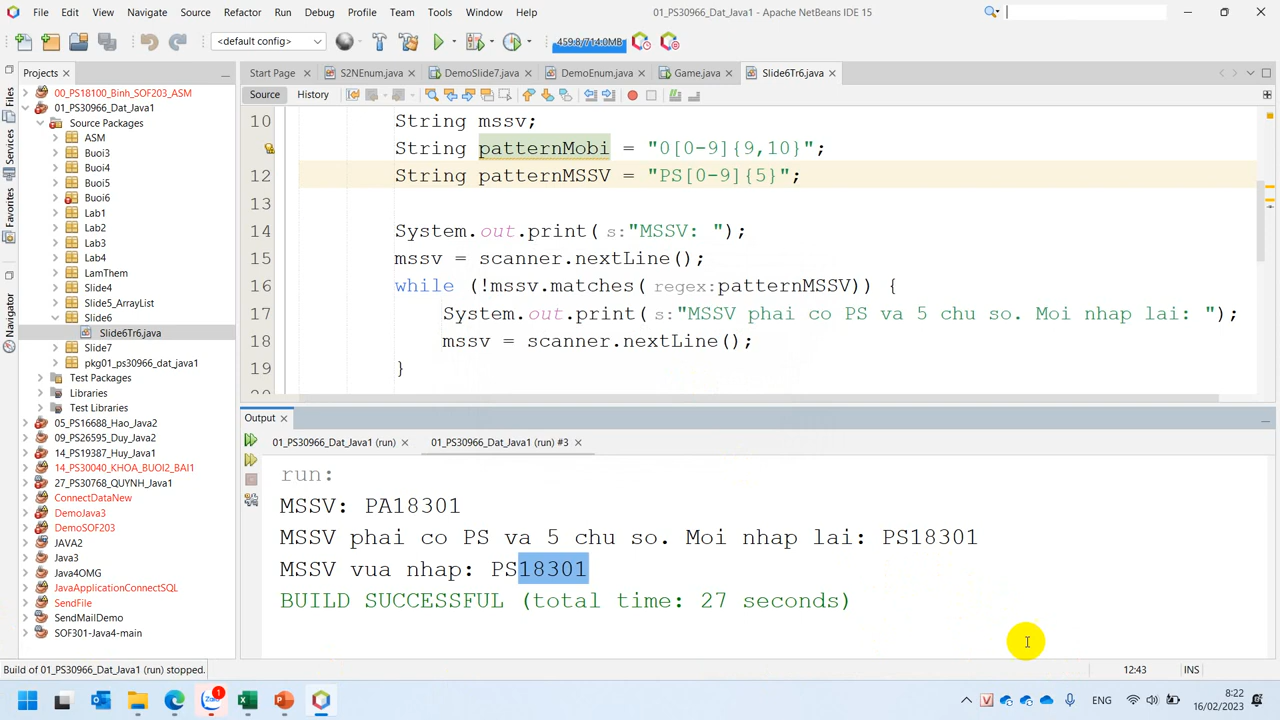 File Edit View Navigate Source Refactor Run Debug Profile Team Tools Window Help 01_PS30966_Dat_Java1 - Apache NetBeans IDE 15
<default config> 459.8/714.0MB
Projects
Start Page S2NEnum.java DemoSlide7.java DemoEnum.java Game.java Slide6Tr6.java
Source History
Files
Services
Favorites
Navigator
00_PS18100_Binh_SOF203_ASM
01_PS30966_Dat_Java1
Source Packages
ASM
Buoi3
Buoi4
Buoi5
Buoi6
Lab1
Lab2
Lab3
Lab4
LamThem
Slide4
Slide5_ArrayList
Slide6
Slide6Tr6.java
Slide7
pkg01_ps30966_dat_java1
Test Packages
Libraries
Test Libraries
05_PS16688_Hao_Java2
09_PS26595_Duy_Java2
14_PS19387_Huy_Java1
14_PS30040_KHOA_BUOI2_BAI1
27_PS30768_QUYNH_Java1
ConnectDataNew
DemoJava3
DemoSOF203
JAVA2
Java3
Java4OMG
JavaApplicationConnectSQL
SendFile
SendMailDemo
SOF301-Java4-main
10 String mssv;
String patternMobi = "0[0-9]{9,10}";
12 String patternMSSV = "PS[0-9]{5}";
13
14 System.out.print( s:"MSSV: ");
15 mssv = scanner.nextLine();
16 while (!mssv.matches( regex:patternMSSV)) {
17 System.out.print( s:"MSSV phai co PS va 5 chu so. Moi nhap lai: ");
18 mssv = scanner.nextLine();
19 }
Output
01_PS30966_Dat_Java1 (run) 01_PS30966_Dat_Java1 (run) #3
run:
MSSV: PA18301
MSSV phai co PS va 5 chu so. Moi nhap lai: PS18301
MSSV vua nhap: PS18301
BUILD SUCCESSFUL (total time: 27 seconds)
Build of 01_PS30966_Dat_Java1 (run) stopped. 12:43 INS
Zalo 1 ENG 8:22
16/02/2023